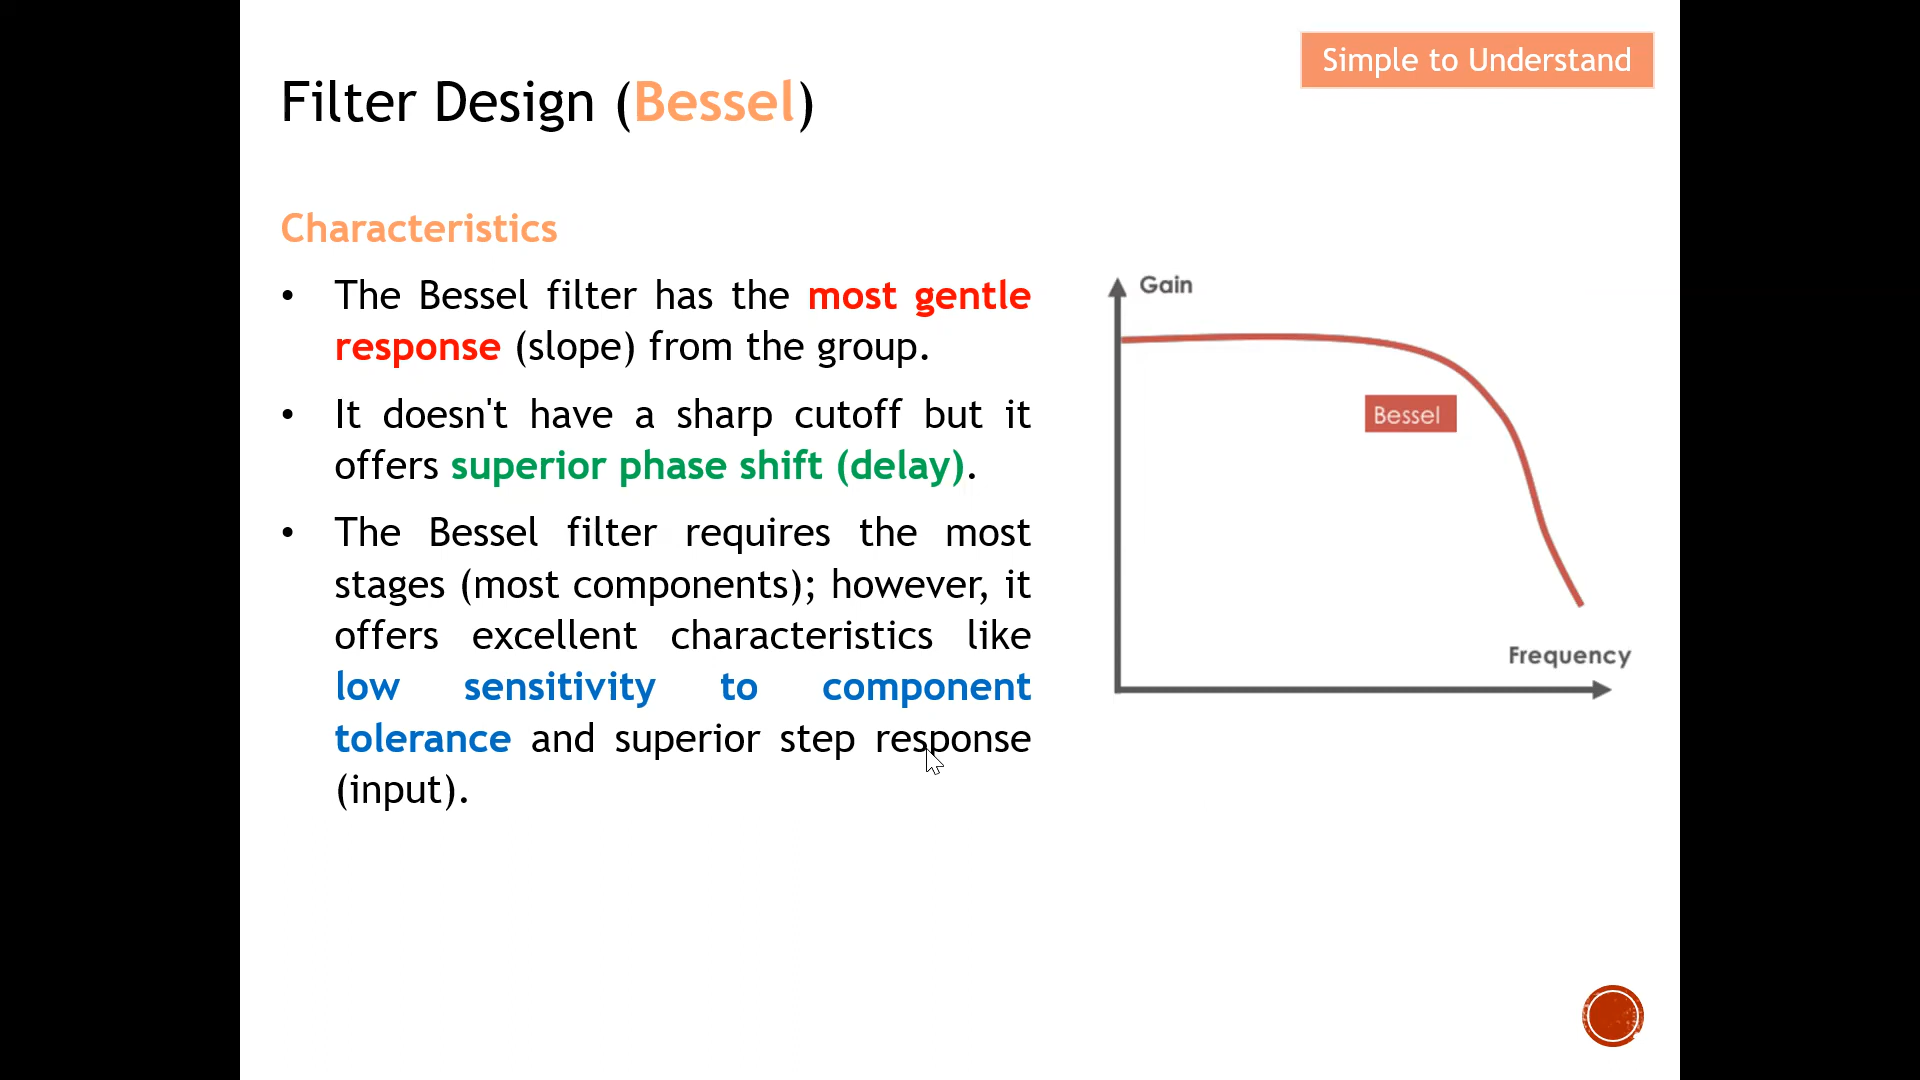 Simple to Understand
Filter Design (Bessel)
Characteristics
• The Bessel filter has the most gentle
response (slope) from the group.
• It doesn't have a sharp cutoff but it
offers superior phase shift (delay).
• The Bessel filter requires the most
stages (most components); however, it
offers excellent characteristics like
low sensitivity to component
tolerance and superior step response
(input).
Gain
Bessel
Frequency